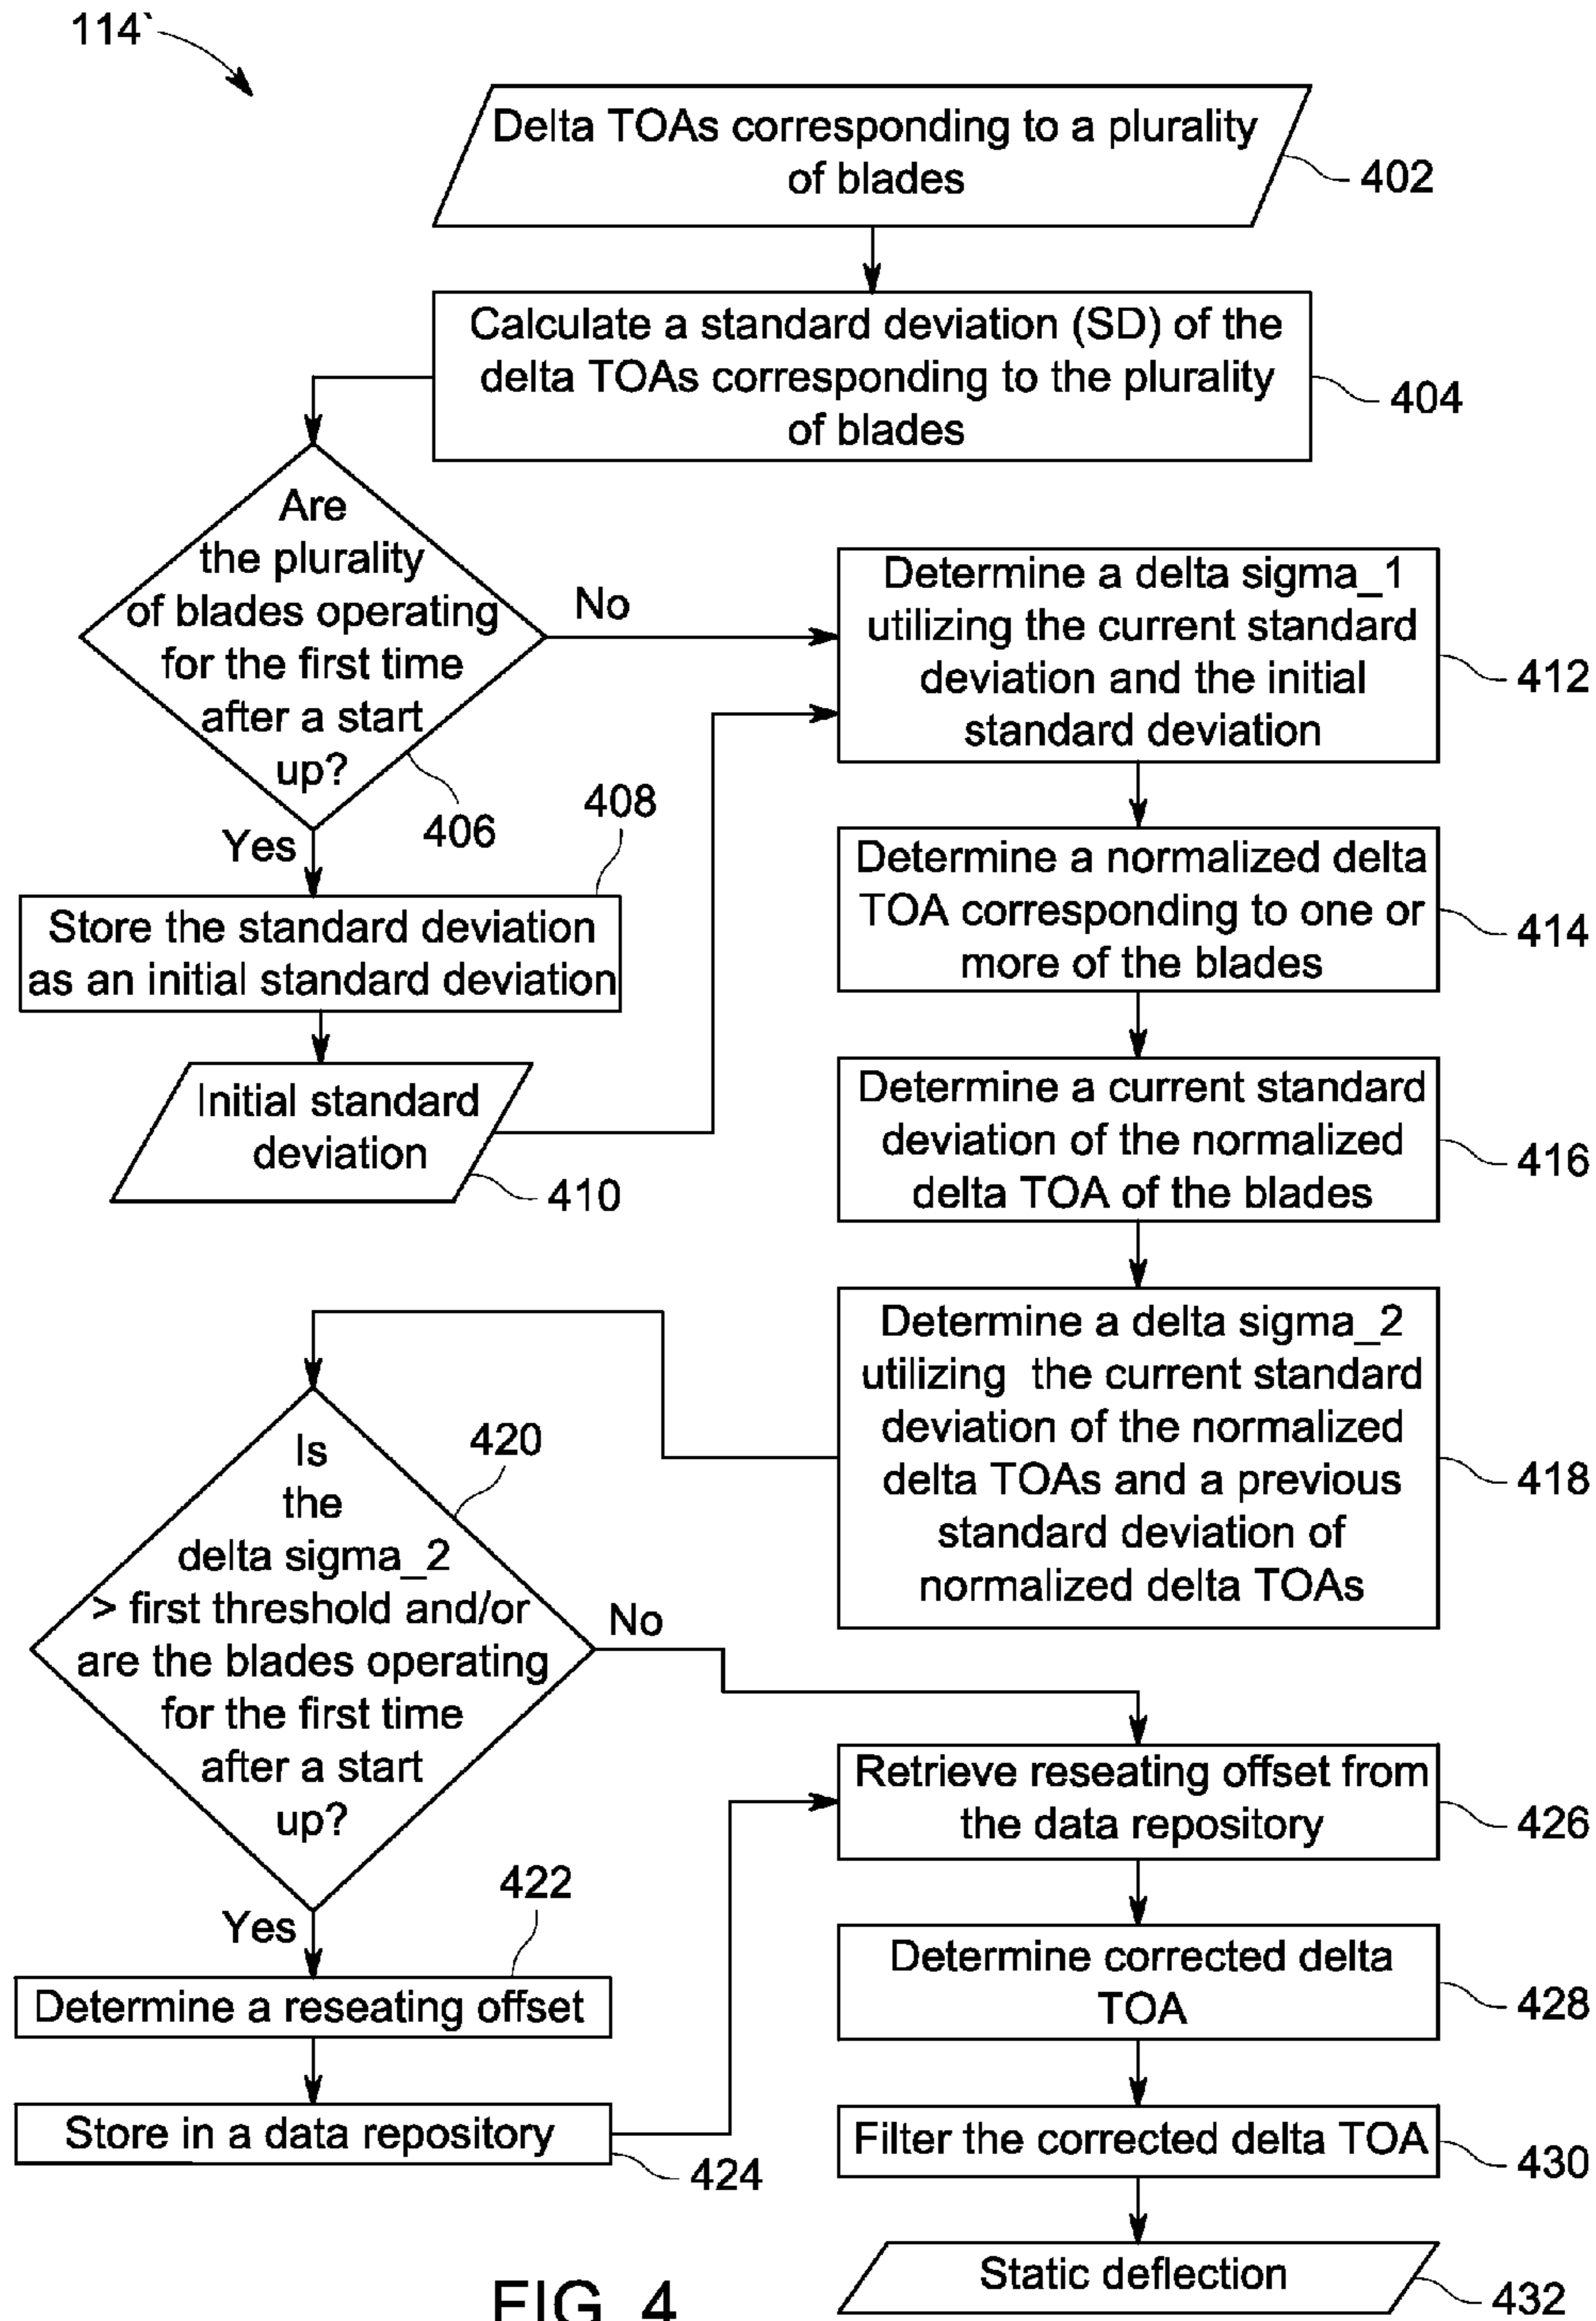 114`
Delta TOAs corresponding to a plurality
of blades
402
Calculate a standard deviation (SD) of the
delta TOAs corresponding to the plurality
of blades
404
Are
the plurality
of blades operating
for the first time
after a start
up?
406
No
Yes
408
Store the standard deviation
as an initial standard deviation
Initial standard
deviation
410
Determine a delta sigma_1
utilizing the current standard
deviation and the initial
standard deviation
412
Determine a normalized delta
TOA corresponding to one or
more of the blades
414
Determine a current standard
deviation of the normalized
delta TOA of the blades
416
Determine a delta sigma_2
utilizing the current standard
deviation of the normalized
delta TOAs and a previous
standard deviation of
normalized delta TOAs
418
Is
the
delta sigma_2
> first threshold and/or
are the blades operating
for the first time
after a start
up?
420
No
Yes
422
Determine a reseating offset
Store in a data repository
424
Retrieve reseating offset from
the data repository
426
Determine corrected delta
TOA
428
Filter the corrected delta TOA
430
Static deflection
432
FIG. 4